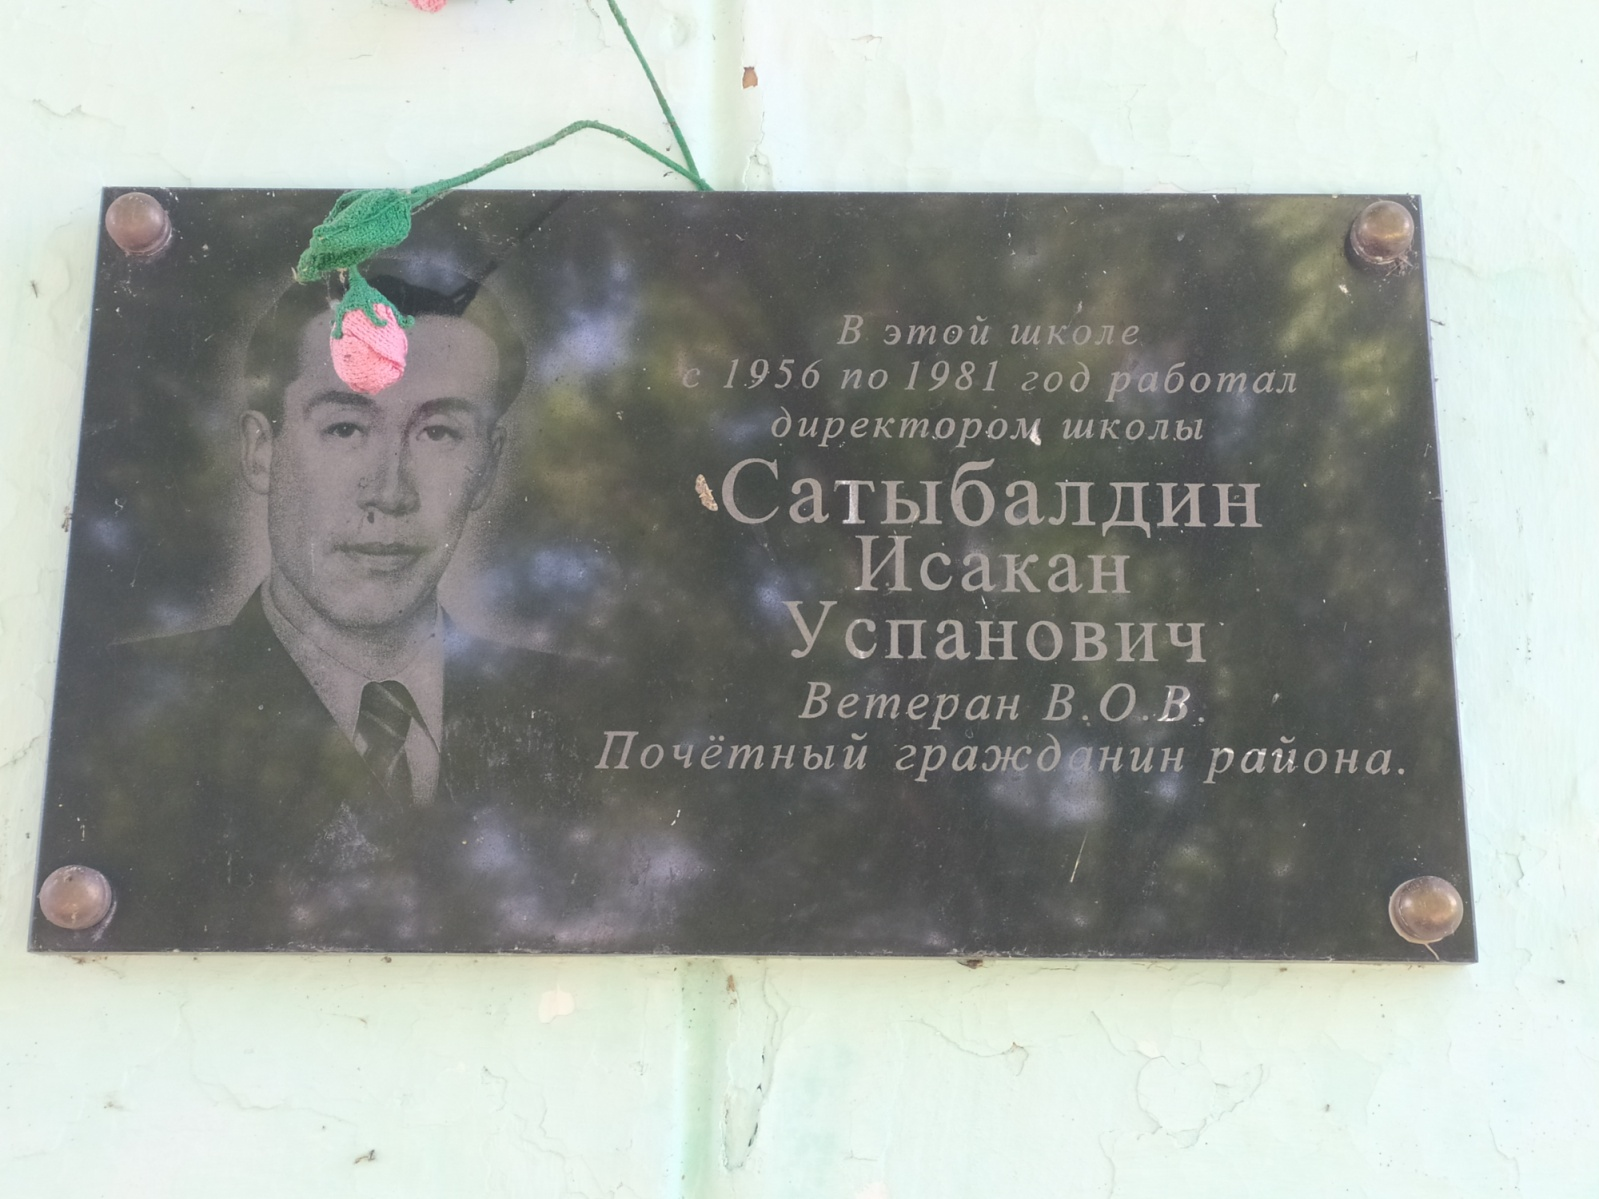 В этой школе
с 1956 по 1981 год работал
директором школы
Сатыбалдин
Исакан
Успанович
Ветеран В.О.В.
Почётный гражданин района.